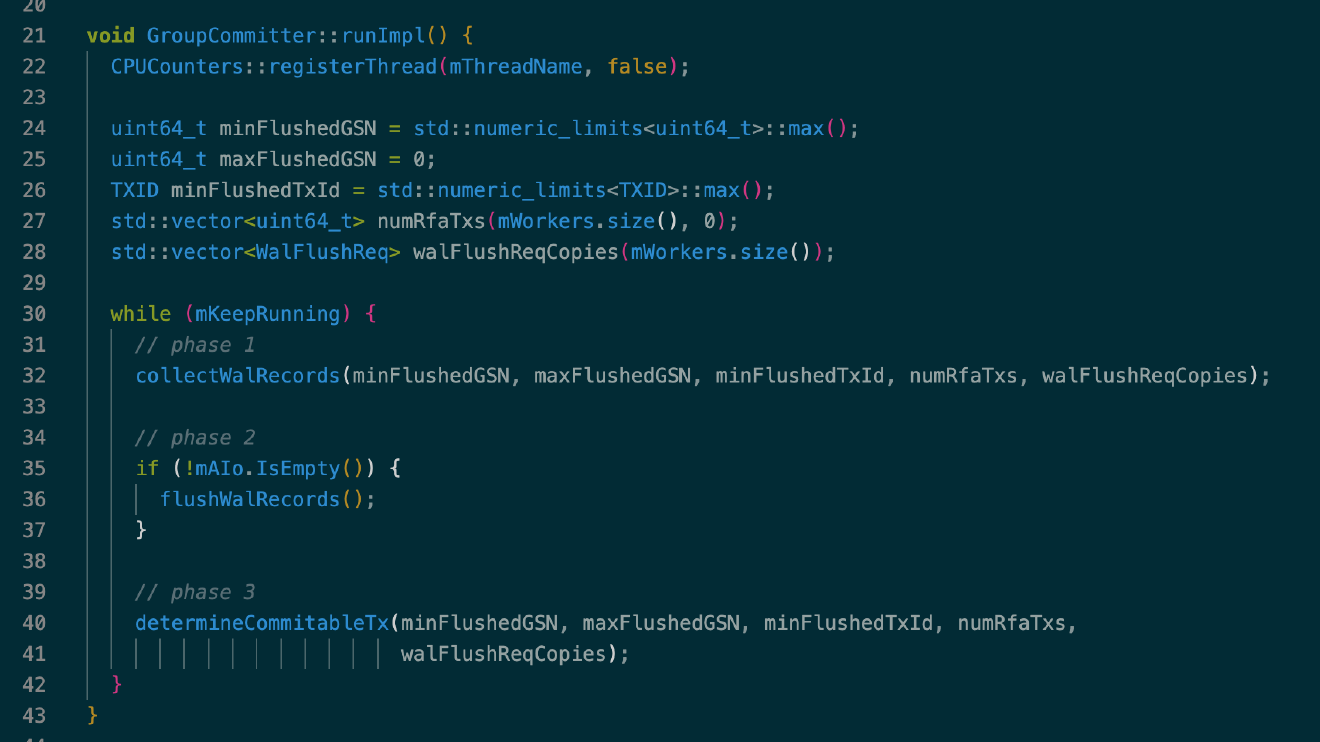 20
21 void GroupCommitter::runImpl() {
22 CPUCounters::registerThread(mThreadName, false);
23
24 uint64_t minFlushedGSN = std::numeric_limits<uint64_t>::max();
25 uint64_t maxFlushedGSN = 0;
26 TXID minFlushedTxId = std::numeric_limits<TXID>::max();
27 std::vector<uint64_t> numRfaTxs(mWorkers.size(), 0);
28 std::vector<WalFlushReq> walFlushReqCopies(mWorkers.size());
29
30 while (mKeepRunning) {
31 // phase 1
32 collectWalRecords(minFlushedGSN, maxFlushedGSN, minFlushedTxId, numRfaTxs, walFlushReqCopies);
33
34 // phase 2
35 if (!mAIo.IsEmpty()) {
36 flushWalRecords();
37 }
38
39 // phase 3
40 determineCommitableTx(minFlushedGSN, maxFlushedGSN, minFlushedTxId, numRfaTxs,
41 walFlushReqCopies);
42 }
43 }